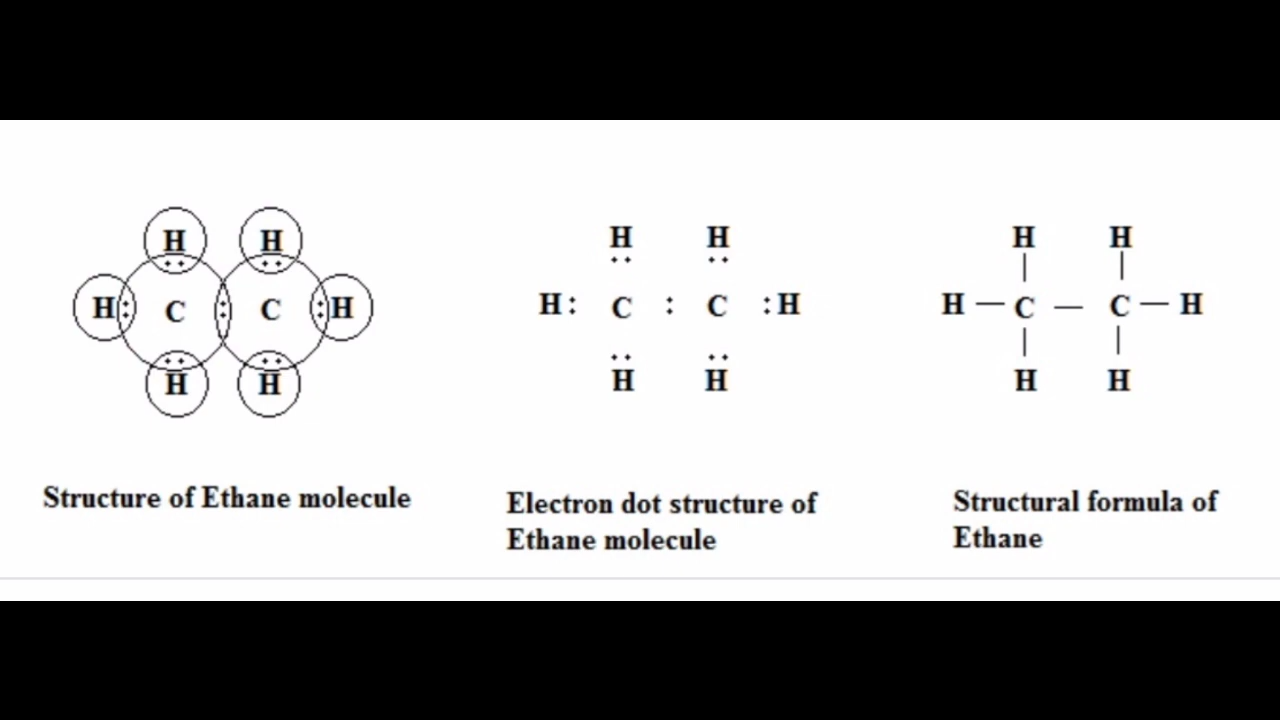 H H
H C C H
H H
Structure of Ethane molecule
H H
H: C : C :H
H H
Electron dot structure of
Ethane molecule
H H
H — C — C — H
H H
Structural formula of
Ethane